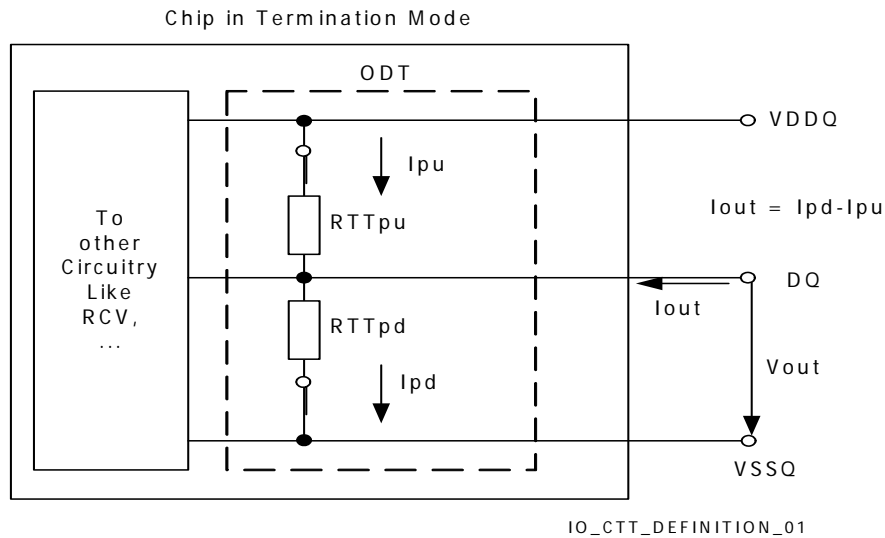 Chip in Termination Mode
ODT
VDDQ
Ipu
Iout = Ipd-Ipu
To
other
Circuitry
Like
RCV,
...
RTTpu
DQ
Iout
RTTpd
Vout
Ipd
VSSQ
IO_CTT_DEFINITION_01